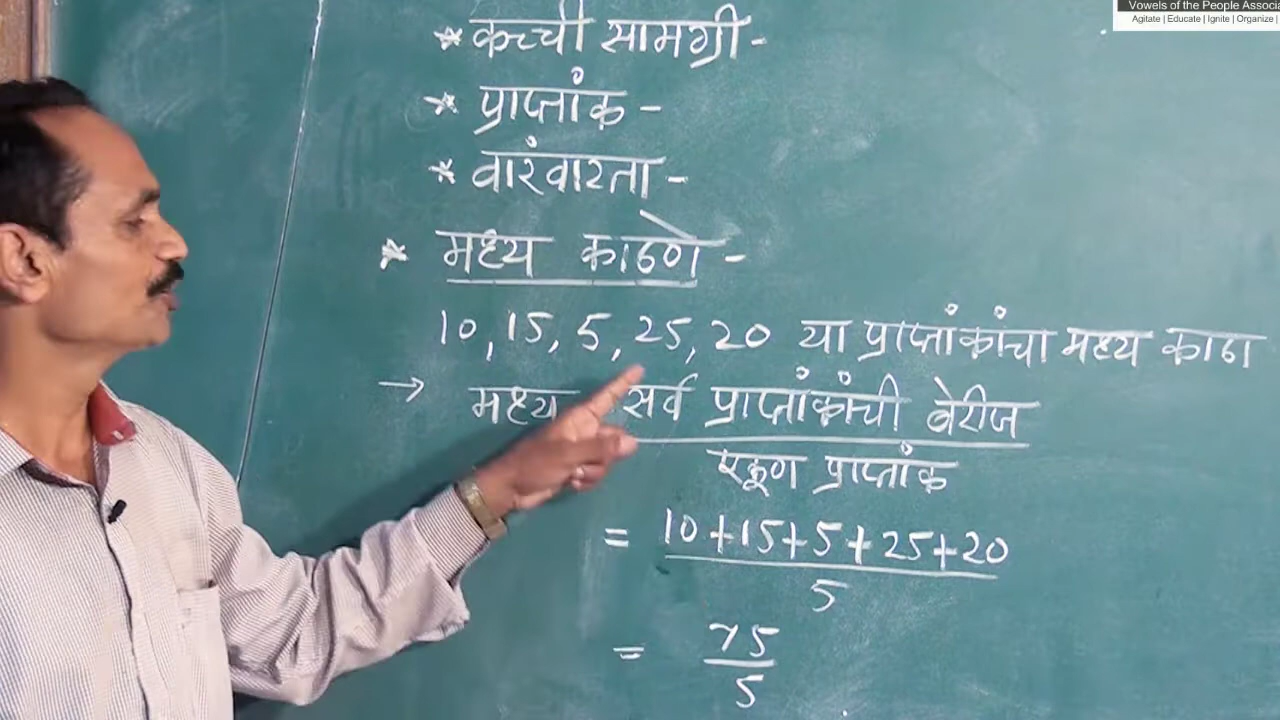 Vowels of the People Associa
Agitate | Educate | Ignite | Organize |
* कच्ची सामग्री -
* प्राप्तांक -
* वारंवारता -
* मध्य काढणे -
10, 15, 5, 25, 20 या प्राप्तांकांचा मध्य काढा
→ मध्य सर्व प्राप्तांकांची बेरीज
एकूण प्राप्तांक
= 10+15+5+25+20
5
= 75
5